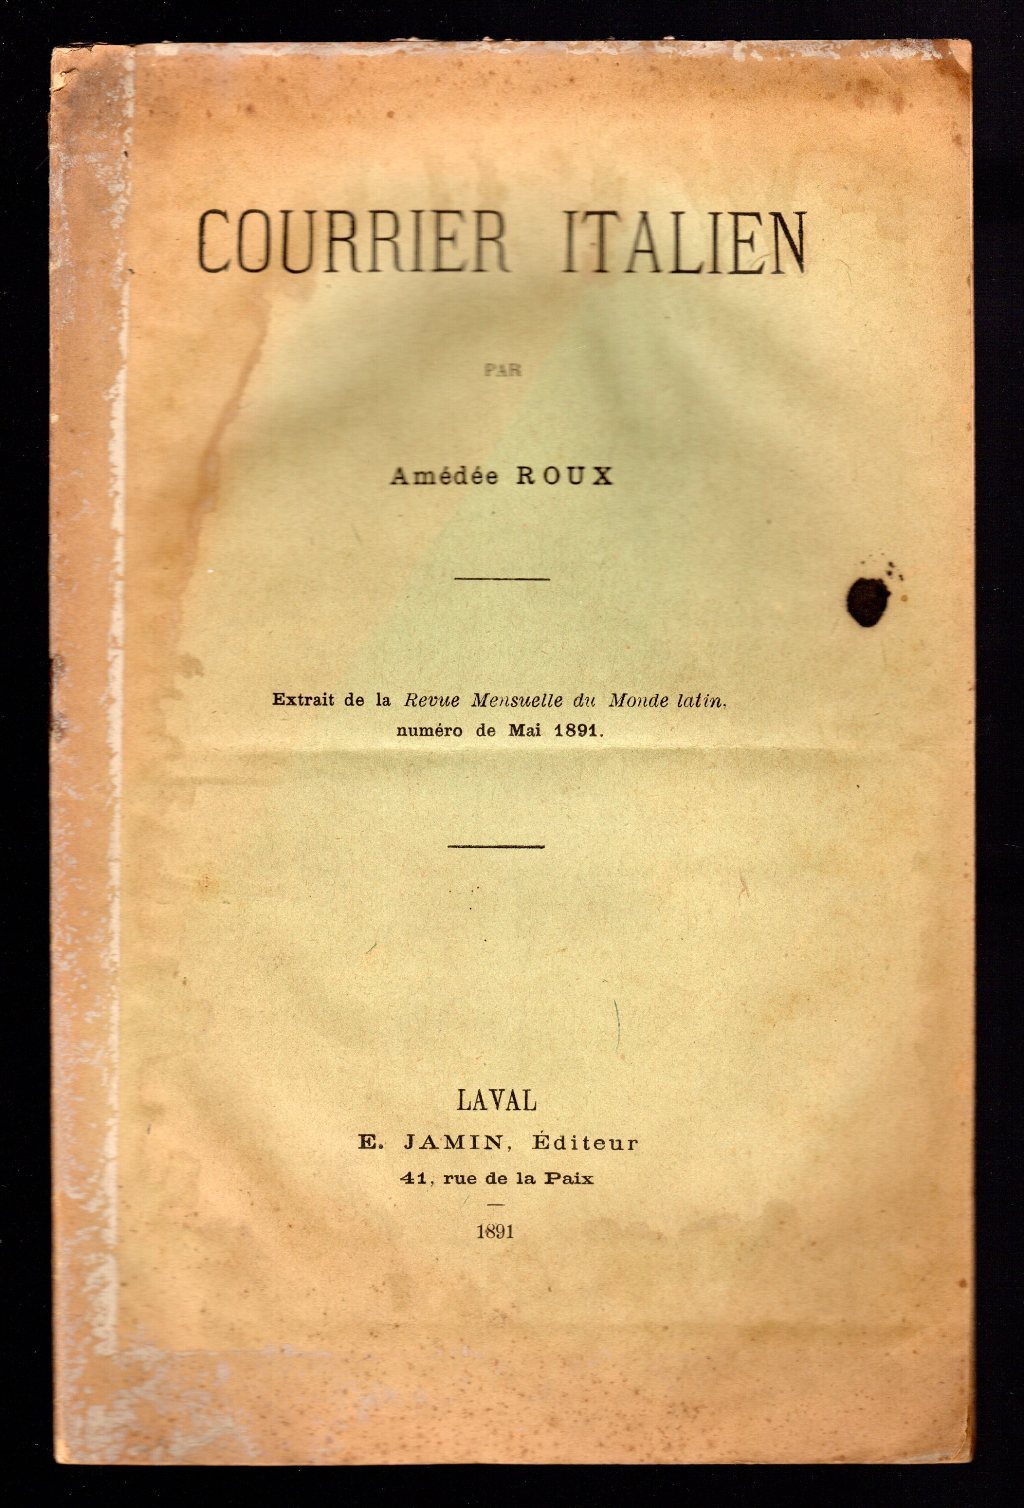 COURRIER ITALIEN
PAR
Amédée ROUX
Extrait de la Revue Mensuelle du Monde latin,
numéro de Mai 1891.
LAVAL
E. JAMIN, Éditeur
41, rue de la Paix
1891